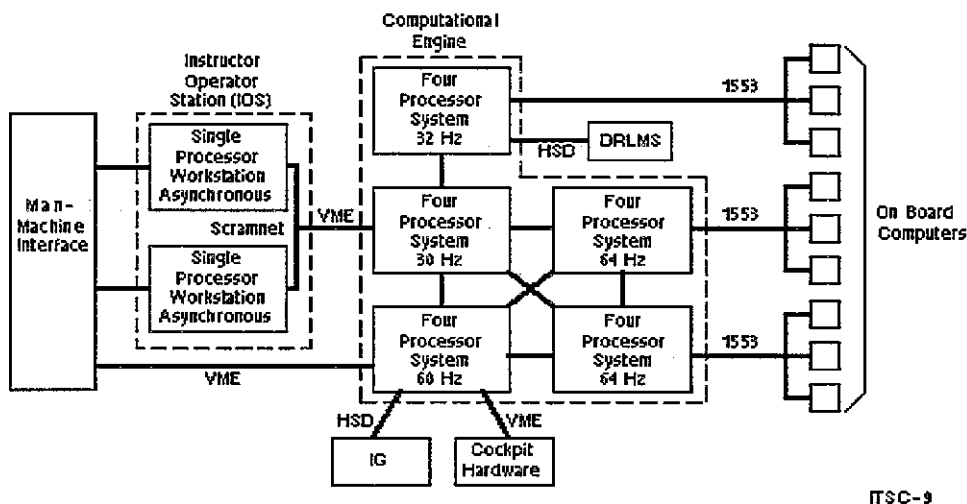 Computational
Engine
Instructor
Operator
Station (IOS)
Four
Processor
System
32 Hz
1553
HSD
DRLMS
Single
Processor
Workstation
Asynchronous
Man-
Machine
Interface
Scramnet
VME
Four
Processor
System
30 Hz
Four
Processor
System
64 Hz
1553
On Board
Computers
Single
Processor
Workstation
Asynchronous
VME
Four
Processor
System
60 Hz
Four
Processor
System
64 Hz
1553
HSD
VME
IG
Cockpit
Hardware
ITSC-9